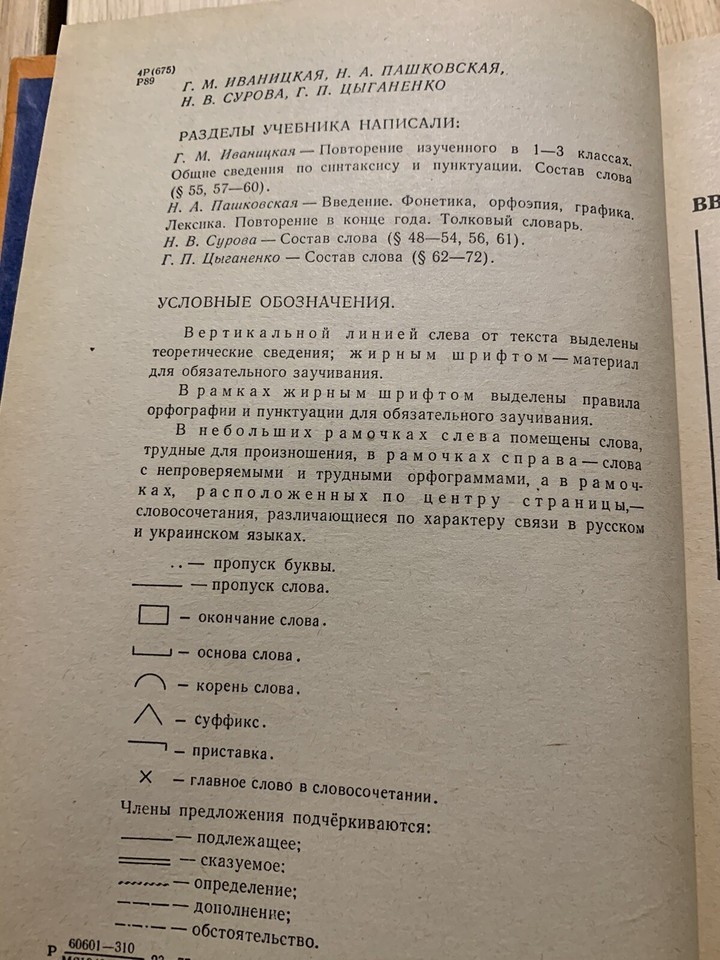 4Р(675)
Р89
Г. М. ИВАНИЦКАЯ, Н. А. ПАШКОВСКАЯ,
Н. В. СУРОВА, Г. П. ЦЫГАНЕНКО
РАЗДЕЛЫ УЧЕБНИКА НАПИСАЛИ:
Г. М. Иваницкая — Повторение изученного в 1—3 классах.
Общие сведения по синтаксису и пунктуации. Состав слова
(§ 55, 57—60).
Н. А. Пашковская — Введение. Фонетика, орфоэпия, графика.
Лексика. Повторение в конце года. Толковый словарь.
Н. В. Сурова — Состав слова (§ 48—54, 56, 61).
Г. П. Цыганенко — Состав слова (§ 62—72).
УСЛОВНЫЕ ОБОЗНАЧЕНИЯ.
Вертикальной линией слева от текста выделены
теоретические сведения; жирным шрифтом — материал
для обязательного заучивания.
В рамках жирным шрифтом выделены правила
орфографии и пунктуации для обязательного заучивания.
В небольших рамочках слева помещены слова,
трудные для произношения, в рамочках справа — слова
с непроверяемыми и трудными орфограммами, а в рамоч-
ках, расположенных по центру страницы,—
словосочетания, различающиеся по характеру связи в русском
и украинском языках.
. . — пропуск буквы.
— пропуск слова.
— окончание слова.
— основа слова.
— корень слова.
— суффикс.
— приставка.
× — главное слово в словосочетании.
Члены предложения подчёркиваются:
— подлежащее;
— сказуемое;
— определение;
— дополнение;
— обстоятельство.
Р 60601—310
ВВ